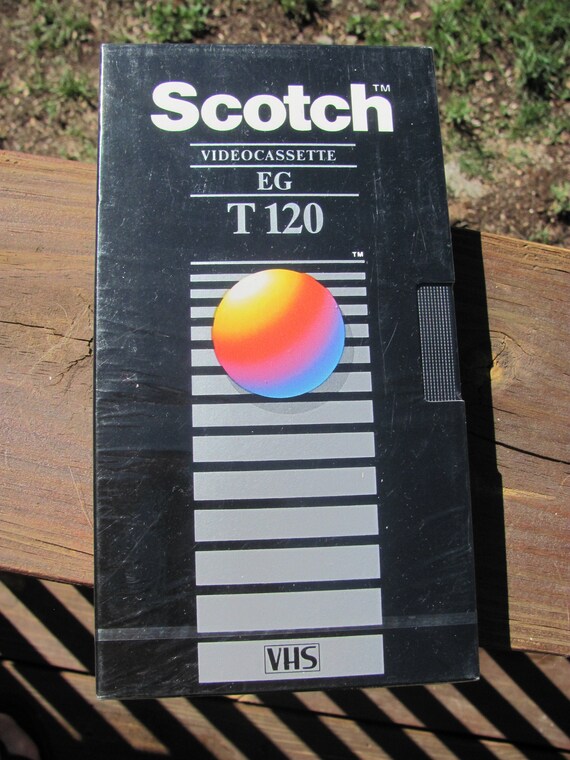 Scotch™
VIDEOCASSETTE
EG
T 120
™
VHS